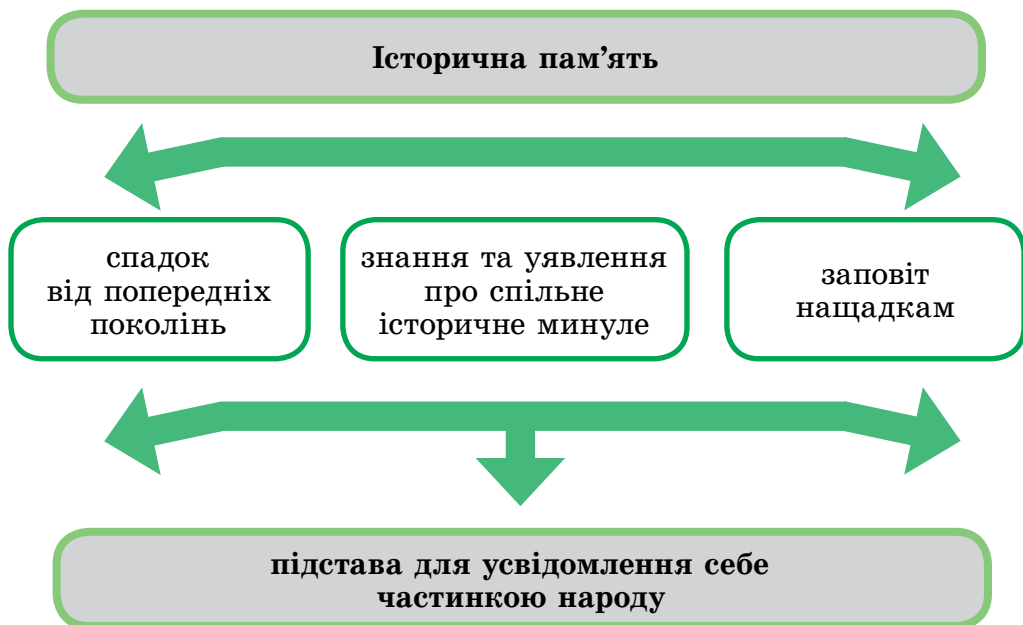 Історична пам’ять
спадок
від попередніх
поколінь
знання та уявлення
про спільне
історичне минуле
заповіт
нащадкам
підстава для усвідомлення себе
частинкою народу